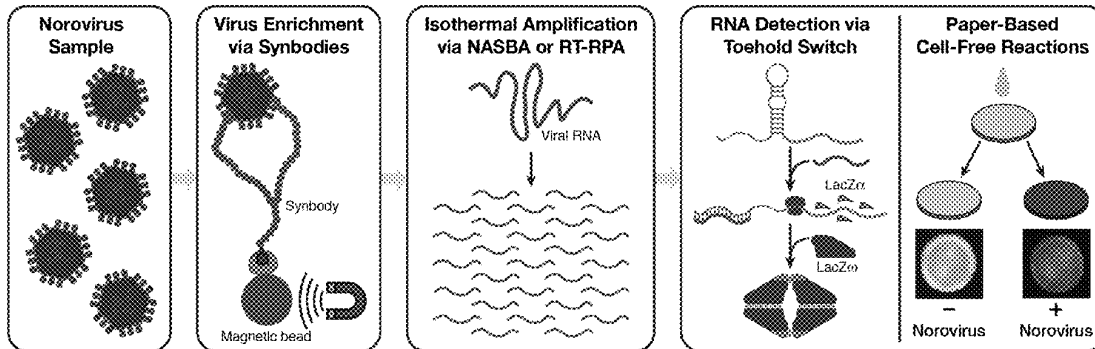 Norovirus
Sample
Virus Enrichment
via Synbodies
Synbody
Magnetic bead
Isothermal Amplification
via NASBA or RT-RPA
Viral RNA
RNA Detection via
Toehold Switch
LacZα
LacZω
Paper-Based
Cell-Free Reactions
− +
Norovirus Norovirus